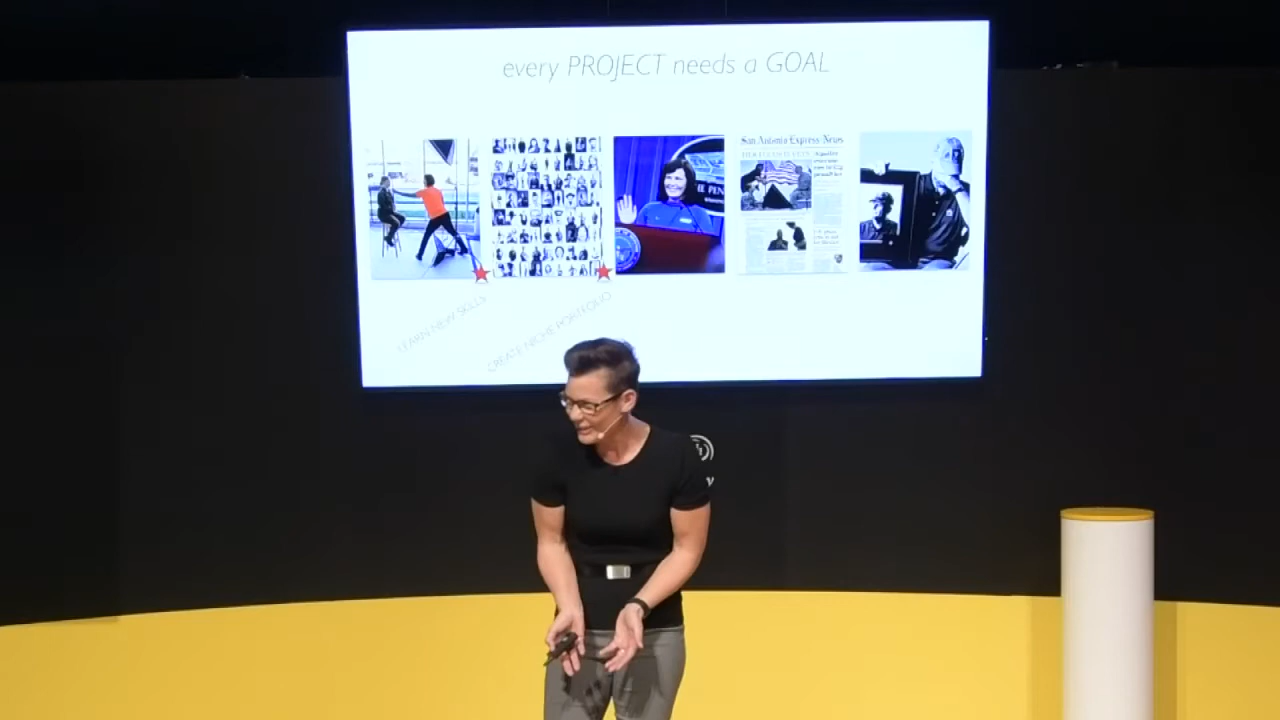 every PROJECT needs a GOAL
San Antonio Express-News
LEARN NEW SKILLS
CREATE NICHE PORTFOLIO